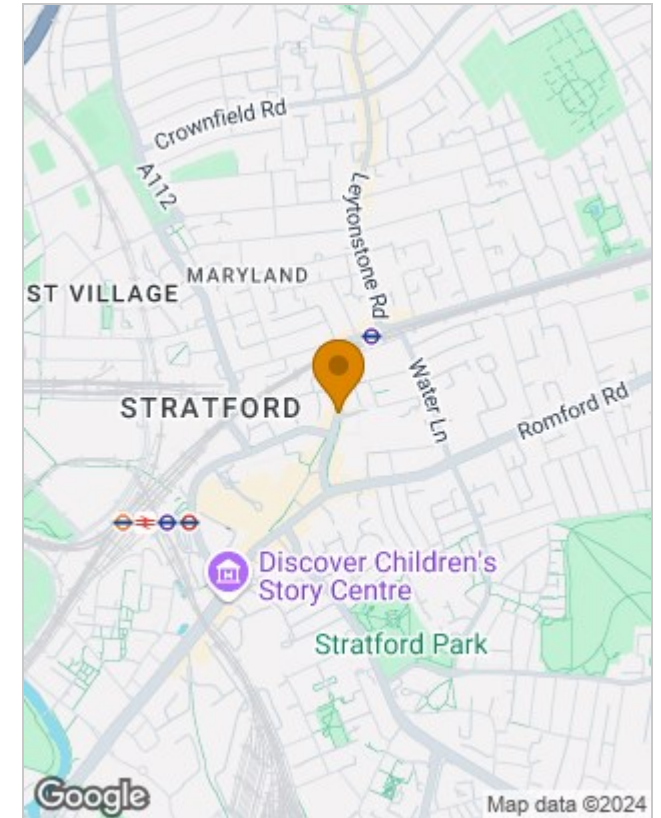 Crownfield Rd
A112
Leytonstone Rd
MARYLAND
ST VILLAGE
STRATFORD
Water Ln
Romford Rd
Discover Children's
Story Centre
Stratford Park
Google
Map data ©2024